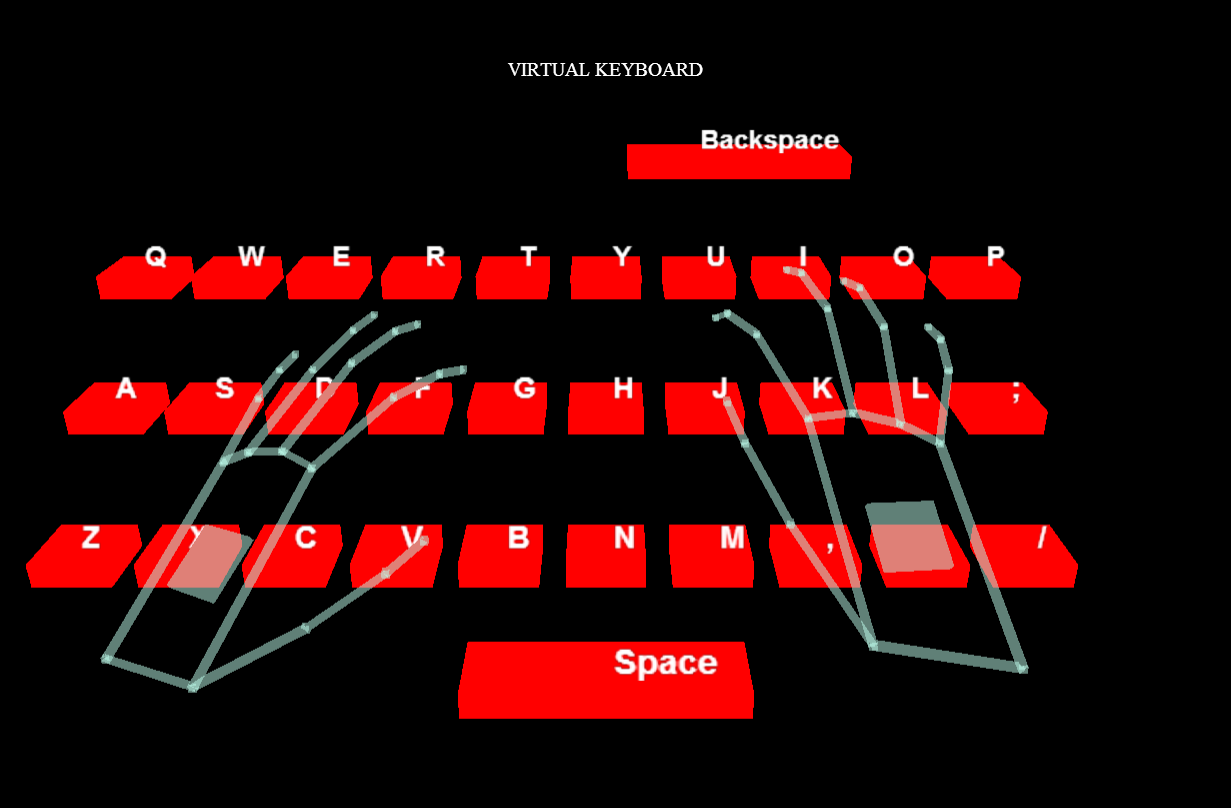 VIRTUAL KEYBOARD
Backspace
Q W E R T Y U I O P
A S D F G H J K L ;
Z X C V B N M , /
Space